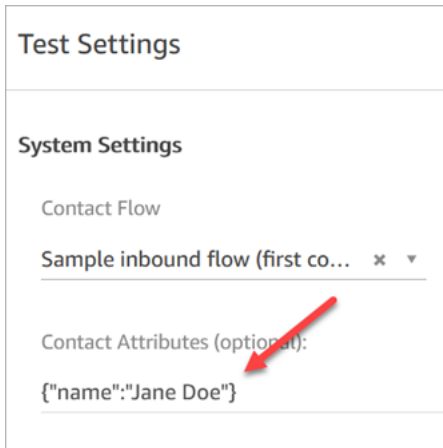 Test Settings
System Settings
Contact Flow
Sample inbound flow (first co...
Contact Attributes (optional):
{"name":"Jane Doe"}